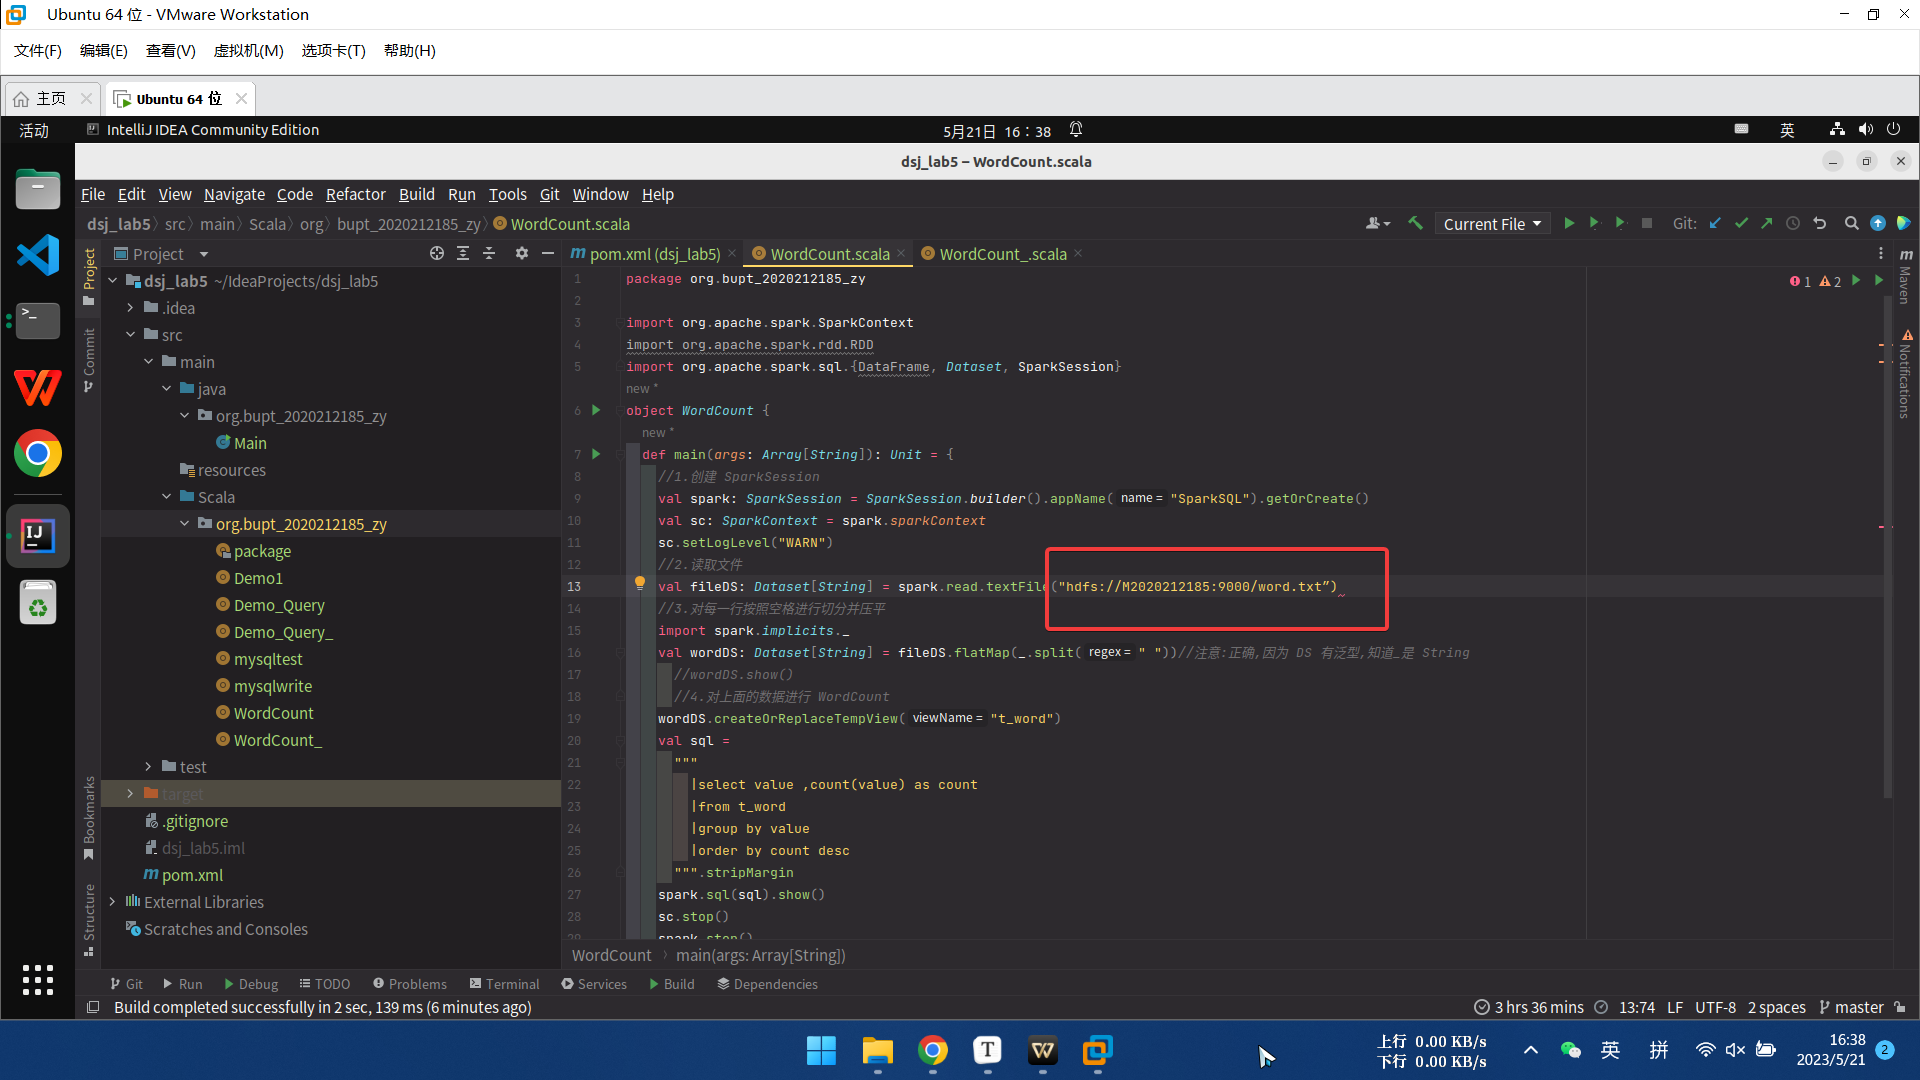 Ubuntu 64 位 - VMware Workstation
文件(F) 编辑(E) 查看(V) 虚拟机(M) 选项卡(T) 帮助(H)
主页 Ubuntu 64 位
活动 IntelliJ IDEA Community Edition 5月21日 16：38 英
dsj_lab5 – WordCount.scala
File Edit View Navigate Code Refactor Build Run Tools Git Window Help
dsj_lab5 src main Scala org bupt_2020212185_zy WordCount.scala Current File Git:
Project
pom.xml (dsj_lab5) WordCount.scala WordCount_.scala
Project
Commit
Bookmarks
Structure
dsj_lab5 ~/IdeaProjects/dsj_lab5
.idea
src
main
java
org.bupt_2020212185_zy
Main
resources
Scala
org.bupt_2020212185_zy
package
Demo1
Demo_Query
Demo_Query_
mysqltest
mysqlwrite
WordCount
WordCount_
test
target
.gitignore
dsj_lab5.iml
pom.xml
External Libraries
Scratches and Consoles
1 package org.bupt_2020212185_zy
2
3 import org.apache.spark.SparkContext
4 import org.apache.spark.rdd.RDD
5 import org.apache.spark.sql.{DataFrame, Dataset, SparkSession}
new *
6 object WordCount {
new *
7 def main(args: Array[String]): Unit = {
8 //1.创建 SparkSession
9 val spark: SparkSession = SparkSession.builder().appName( name = "SparkSQL").getOrCreate()
10 val sc: SparkContext = spark.sparkContext
11 sc.setLogLevel("WARN")
12 //2.读取文件
13 val fileDS: Dataset[String] = spark.read.textFile("hdfs://M2020212185:9000/word.txt”)
14 //3.对每一行按照空格进行切分并压平
15 import spark.implicits._
16 val wordDS: Dataset[String] = fileDS.flatMap(_.split( regex = " "))//注意:正确,因为 DS 有泛型,知道_是 String
17 //wordDS.show()
18 //4.对上面的数据进行 WordCount
19 wordDS.createOrReplaceTempView( viewName = "t_word")
20 val sql =
21 """
22 |select value ,count(value) as count
23 |from t_word
24 |group by value
25 |order by count desc
26 """.stripMargin
27 spark.sql(sql).show()
28 sc.stop()
29 spark.stop()
1 2
Maven
Notifications
WordCount main(args: Array[String])
Git Run Debug TODO Problems Terminal Services Build Dependencies
Build completed successfully in 2 sec, 139 ms (6 minutes ago) 3 hrs 36 mins 13:74 LF UTF-8 2 spaces master
上行 0.00 KB/s
下行 0.00 KB/s
英 拼
16:38
2023/5/21
2